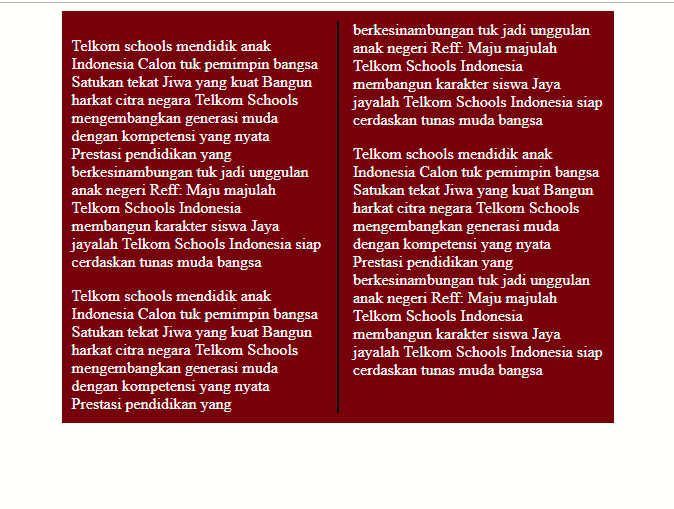 Telkom schools mendidik anak
Indonesia Calon tuk pemimpin bangsa
Satukan tekat Jiwa yang kuat Bangun
harkat citra negara Telkom Schools
mengembangkan generasi muda
dengan kompetensi yang nyata
Prestasi pendidikan yang
berkesinambungan tuk jadi unggulan
anak negeri Reff: Maju majulah
Telkom Schools Indonesia
membangun karakter siswa Jaya
jayalah Telkom Schools Indonesia siap
cerdaskan tunas muda bangsa
Telkom schools mendidik anak
Indonesia Calon tuk pemimpin bangsa
Satukan tekat Jiwa yang kuat Bangun
harkat citra negara Telkom Schools
mengembangkan generasi muda
dengan kompetensi yang nyata
Prestasi pendidikan yang
berkesinambungan tuk jadi unggulan
anak negeri Reff: Maju majulah
Telkom Schools Indonesia
membangun karakter siswa Jaya
jayalah Telkom Schools Indonesia siap
cerdaskan tunas muda bangsa
Telkom schools mendidik anak
Indonesia Calon tuk pemimpin bangsa
Satukan tekat Jiwa yang kuat Bangun
harkat citra negara Telkom Schools
mengembangkan generasi muda
dengan kompetensi yang nyata
Prestasi pendidikan yang
berkesinambungan tuk jadi unggulan
anak negeri Reff: Maju majulah
Telkom Schools Indonesia
membangun karakter siswa Jaya
jayalah Telkom Schools Indonesia siap
cerdaskan tunas muda bangsa